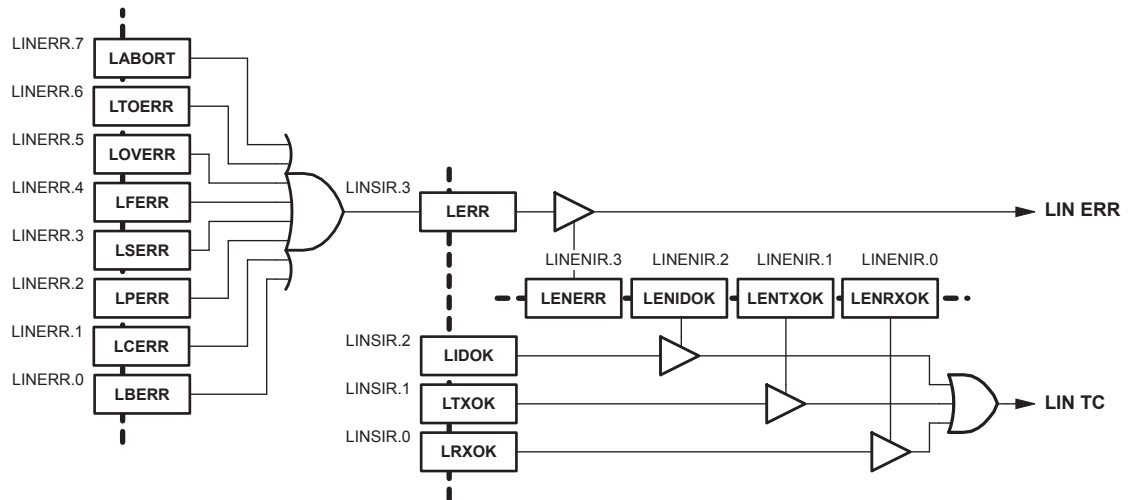 LINERR.7
LABORT
LINERR.6
LTOERR
LINERR.5
LOVERR
LINERR.4
LFERR
LINERR.3
LSERR
LINERR.2
LPERR
LINERR.1
LCERR
LINERR.0
LBERR
LINSIR.3
LERR
LIN ERR
LINENIR.3 LINENIR.2 LINENIR.1 LINENIR.0
LENERR LENIDOK LENTXOK LENRXOK
LINSIR.2
LIDOK
LINSIR.1
LTXOK
LIN TC
LINSIR.0
LRXOK